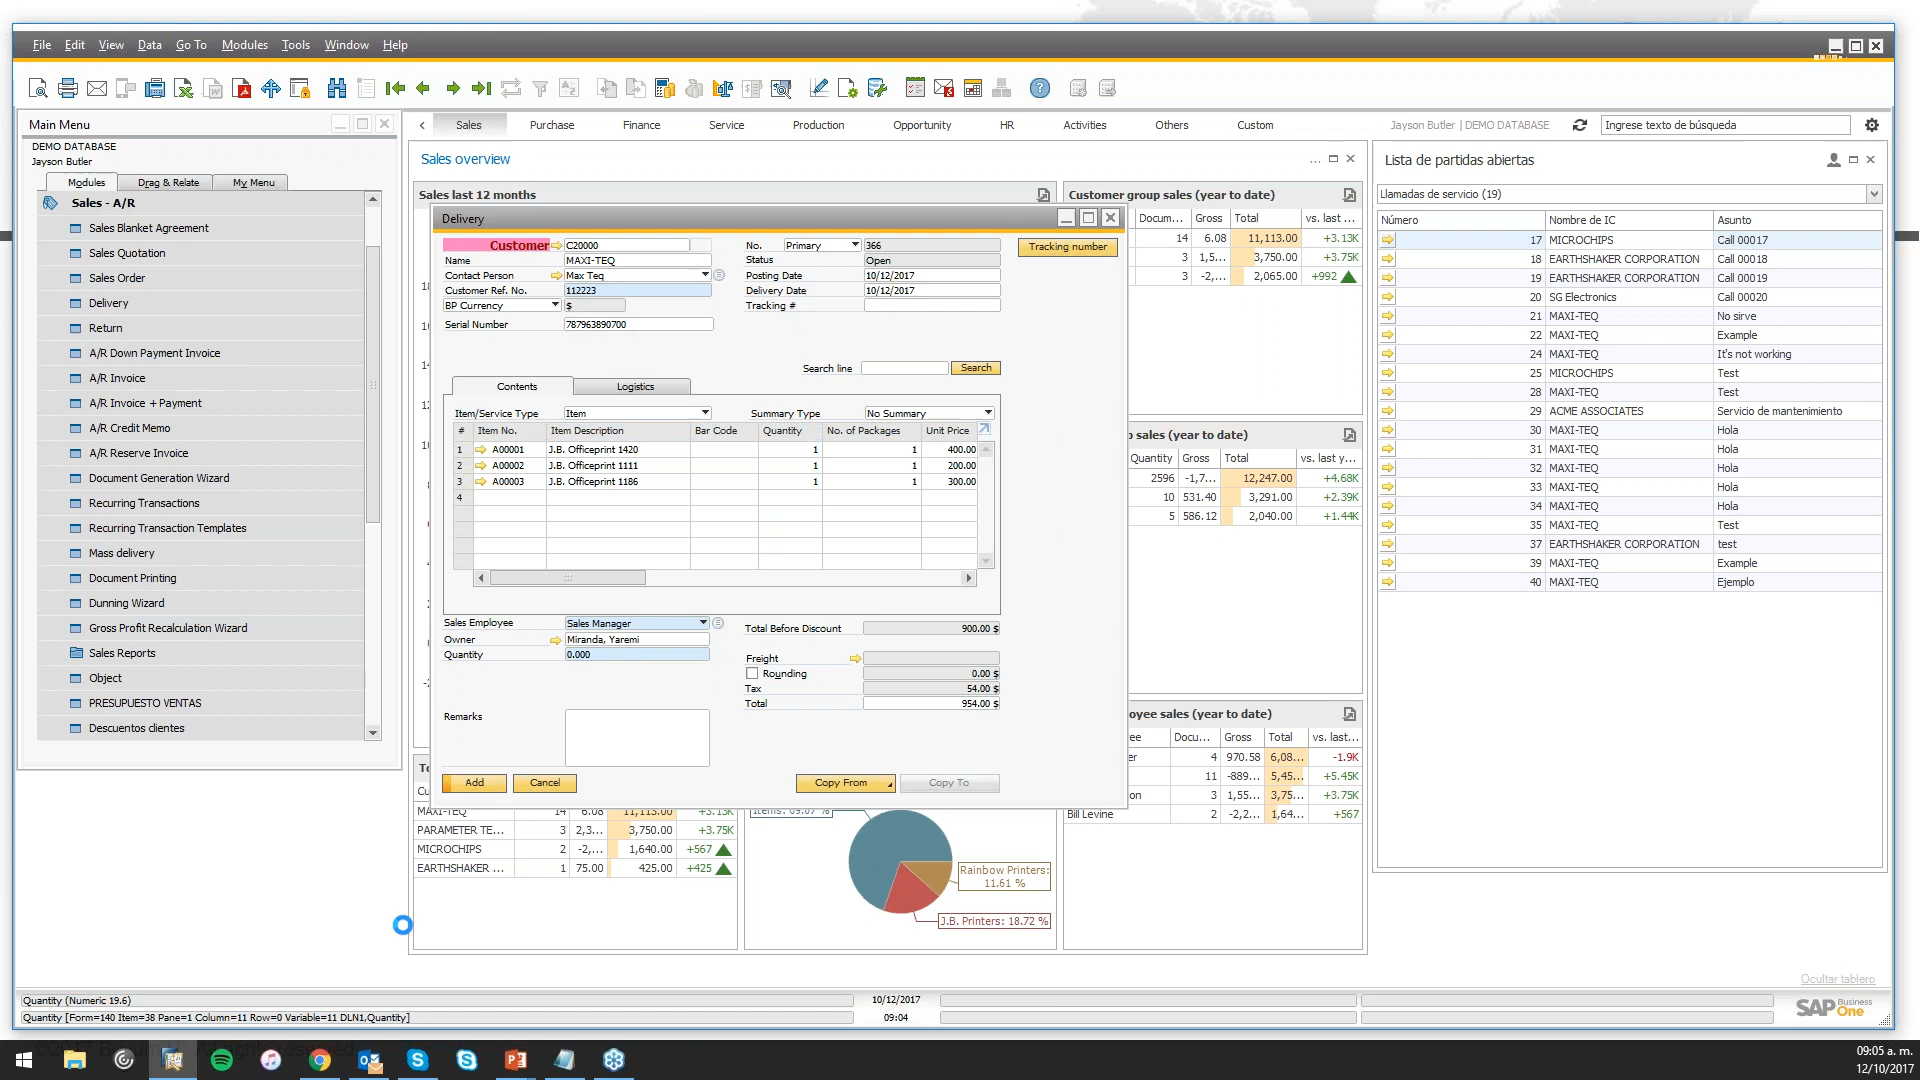 File Edit View Data Go To Modules Tools Window Help
Main Menu
DEMO DATABASE
Jayson Butler
Modules Drag & Relate My Menu
Sales - A/R
Sales Blanket Agreement
Sales Quotation
Sales Order
Delivery
Return
A/R Down Payment Invoice
A/R Invoice
A/R Invoice + Payment
A/R Credit Memo
A/R Reserve Invoice
Document Generation Wizard
Recurring Transactions
Recurring Transaction Templates
Mass delivery
Document Printing
Dunning Wizard
Gross Profit Recalculation Wizard
Sales Reports
Object
PRESUPUESTO VENTAS
Descuentos clientes
Sales Purchase Finance Service Production Opportunity HR Activities Others Custom
Jayson Butler | DEMO DATABASE
Ingrese texto de búsqueda
Sales overview
Sales last 12 months
Customer group sales (year to date)
Docum... Gross Total vs. last ...
14 6.08 11,113.00 +3.13K
3 1,5... 3,750.00 +3.75K
3 -2,... 2,065.00 +992
Delivery
Customer C20000
Name MAXI-TEQ
Contact Person Max Teq
Customer Ref. No. 112223
BP Currency $
Serial Number 787963890700
No. Primary 366
Status Open
Posting Date 10/12/2017
Delivery Date 10/12/2017
Tracking #
Tracking number
Search line Search
Contents Logistics
Item/Service Type Item Summary Type No Summary
# Item No. Item Description Bar Code Quantity No. of Packages Unit Price
1 A00001 J.B. Officeprint 1420 1 1 400.00
2 A00002 J.B. Officeprint 1111 1 1 200.00
3 A00003 J.B. Officeprint 1186 1 1 300.00
4
Sales Employee Sales Manager
Owner Miranda, Yaremi
Quantity 0.000
Remarks
Total Before Discount 900.00 $
Freight
Rounding 0.00 $
Tax 54.00 $
Total 954.00 $
Add Cancel Copy From Copy To
sales (year to date)
Quantity Gross Total vs. last y...
2596 -1,7... 12,247.00 +4.68K
10 531.40 3,291.00 +2.39K
5 586.12 2,040.00 +1.44K
oyee sales (year to date)
ee Docu... Gross Total vs. last...
er 4 970.58 6,08... -1.9K
11 -889... 5,45... +5.45K
on 3 1,55... 3,75... +3.75K
Bill Levine 2 -2,2... 1,64... +567
MAXI-TEQ 14 6.08 11,113.00 +3.13K
PARAMETER TE... 3 2,3... 3,750.00 +3.75K
MICROCHIPS 2 -2,... 1,640.00 +567
EARTHSHAKER ... 1 75.00 425.00 +425
Rainbow Printers: 11.61 %
J.B. Printers: 18.72 %
Lista de partidas abiertas
Llamadas de servicio (19)
Número Nombre de IC Asunto
17 MICROCHIPS Call 00017
18 EARTHSHAKER CORPORATION Call 00018
19 EARTHSHAKER CORPORATION Call 00019
20 SG Electronics Call 00020
21 MAXI-TEQ No sirve
22 MAXI-TEQ Example
24 MAXI-TEQ It's not working
25 MICROCHIPS Test
28 MAXI-TEQ Test
29 ACME ASSOCIATES Servicio de mantenimiento
30 MAXI-TEQ Hola
31 MAXI-TEQ Hola
32 MAXI-TEQ Hola
33 MAXI-TEQ Hola
34 MAXI-TEQ Hola
35 MAXI-TEQ Test
37 EARTHSHAKER CORPORATION test
39 MAXI-TEQ Example
40 MAXI-TEQ Ejemplo
Ocultar tablero
Quantity (Numeric 19.6) 10/12/2017
Quantity [Form=140 Item=38 Pane=1 Column=11 Row=0 Variable=11 DLN1,Quantity] 09:04
SAP Business One
09:05 a. m.
12/10/2017